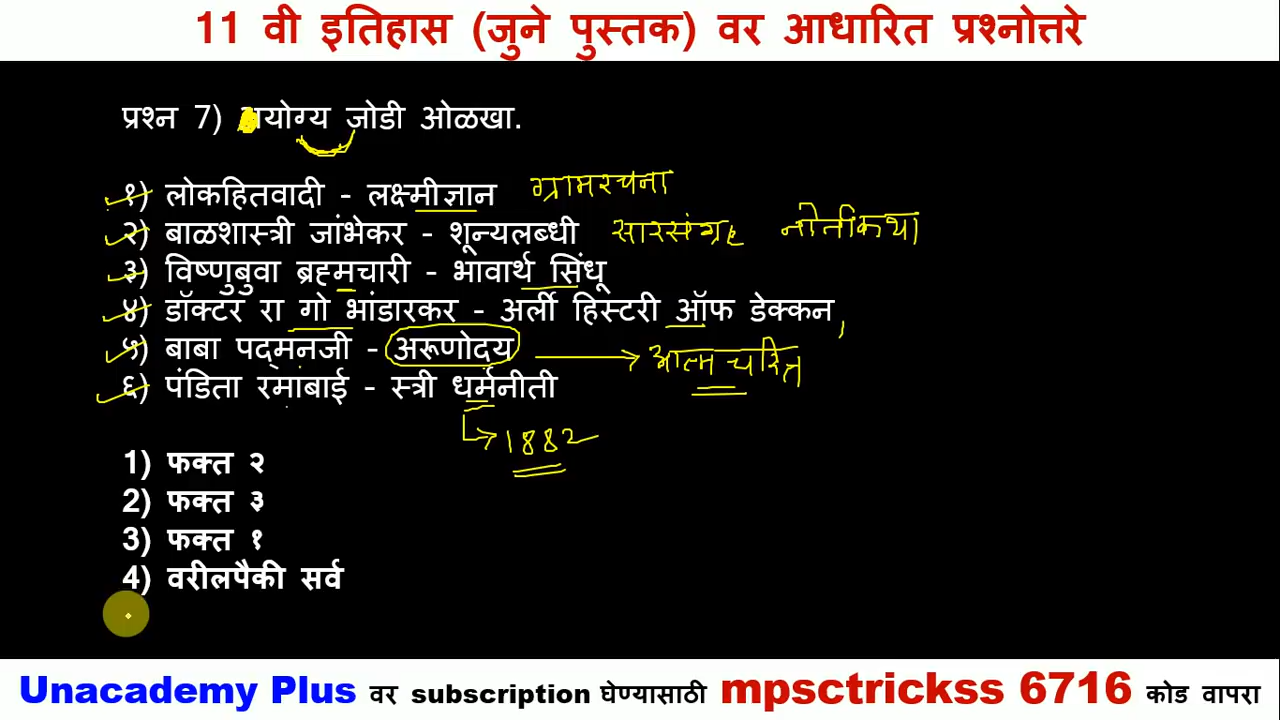 11 वी इतिहास (जुने पुस्तक) वर आधारित प्रश्नोत्तरे
प्रश्न 7) योग्य जोडी ओळखा.
१) लोकहितवादी - लक्ष्मीज्ञान ग्रामरचना
२) बाळशास्त्री जांभेकर - शून्यलब्धी सारसंग्रह नीतीकथा
३) विष्णुबुवा ब्रह्मचारी - भावार्थ सिंधू
४) डॉक्टर रा गो भांडारकर - अर्ली हिस्टरी ऑफ डेक्कन,
५) बाबा पद्मनजी - अरूणोदय आत्मचरित
६) पंडिता रमाबाई - स्त्री धर्मनीती
1882
1) फक्त २
2) फक्त ३
3) फक्त १
4) वरीलपैकी सर्व
Unacademy Plus वर subscription घेण्यासाठी mpsctrickss 6716 कोड वापरा